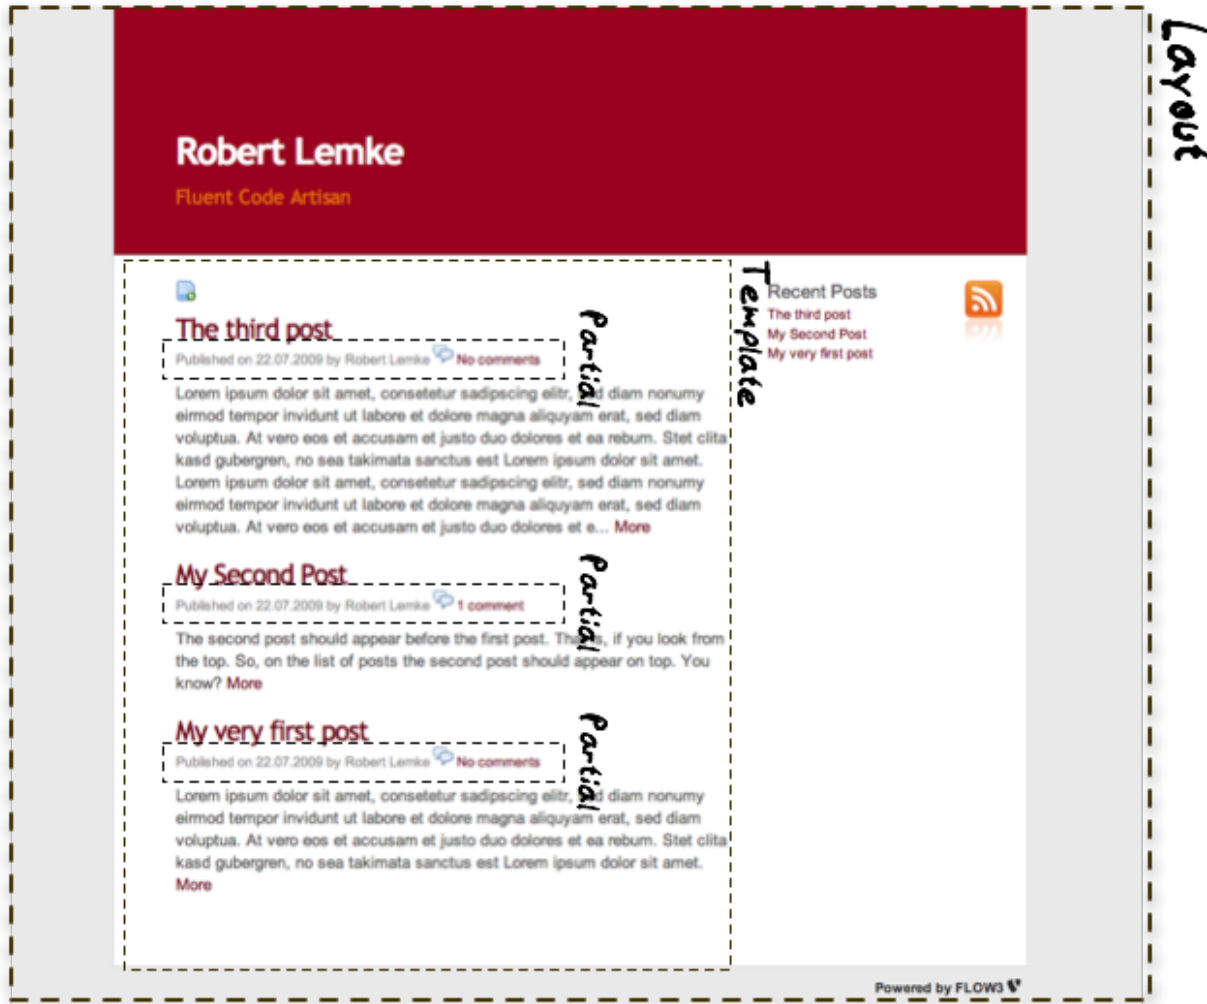 Layout
Robert Lemke
Fluent Code Artisan
Template
The third post
Published on 22.07.2009 by Robert Lemke No comments
Partial
Lorem ipsum dolor sit amet, consetetur sadipscing elitr, sed diam nonumy
eirmod tempor invidunt ut labore et dolore magna aliquyam erat, sed diam
voluptua. At vero eos et accusam et justo duo dolores et ea rebum. Stet clita
kasd gubergren, no sea takimata sanctus est Lorem ipsum dolor sit amet.
Lorem ipsum dolor sit amet, consetetur sadipscing elitr, sed diam nonumy
eirmod tempor invidunt ut labore et dolore magna aliquyam erat, sed diam
voluptua. At vero eos et accusam et justo duo dolores et e... More
My Second Post
Published on 22.07.2009 by Robert Lemke 1 comment
Partial
The second post should appear before the first post. That is, if you look from
the top. So, on the list of posts the second post should appear on top. You
know? More
My very first post
Published on 22.07.2009 by Robert Lemke No comments
Partial
Lorem ipsum dolor sit amet, consetetur sadipscing elitr, sed diam nonumy
eirmod tempor invidunt ut labore et dolore magna aliquyam erat, sed diam
voluptua. At vero eos et accusam et justo duo dolores et ea rebum. Stet clita
kasd gubergren, no sea takimata sanctus est Lorem ipsum dolor sit amet.
More
Recent Posts
The third post
My Second Post
My very first post
Powered by FLOW3